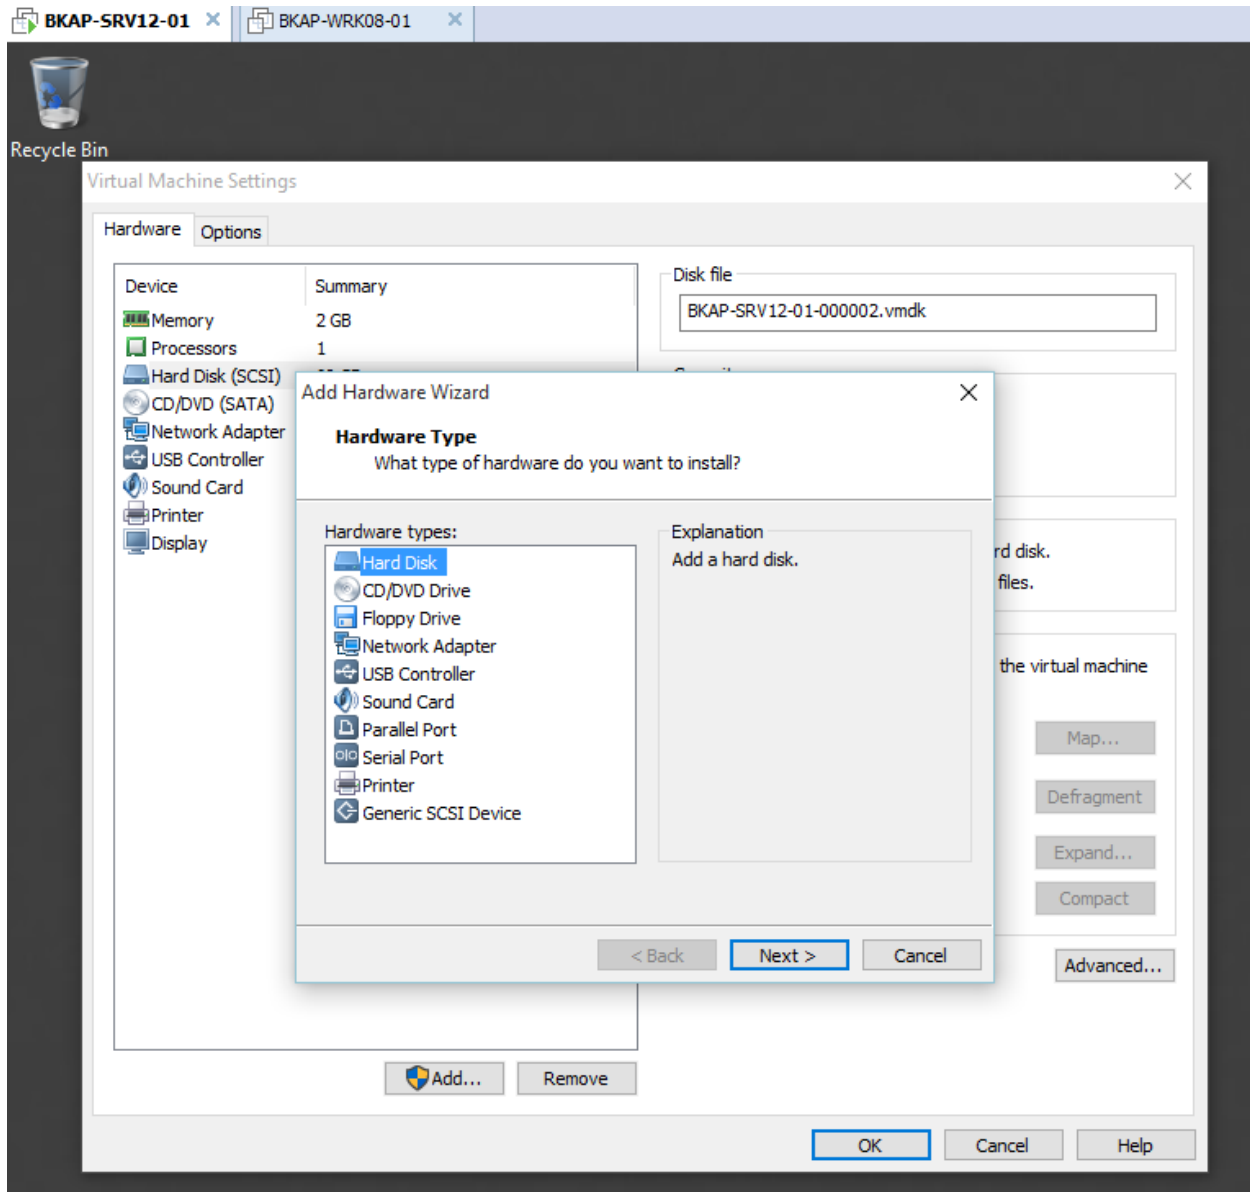 BKAP-SRV12-01 BKAP-WRK08-01
Recycle Bin
Virtual Machine Settings
Hardware Options
Device Summary
Memory 2 GB
Processors 1
Hard Disk (SCSI)
CD/DVD (SATA)
Network Adapter
USB Controller
Sound Card
Printer
Display
Disk file
BKAP-SRV12-01-000002.vmdk
Add Hardware Wizard
Hardware Type
What type of hardware do you want to install?
Hardware types:
Hard Disk
CD/DVD Drive
Floppy Drive
Network Adapter
USB Controller
Sound Card
Parallel Port
Serial Port
Printer
Generic SCSI Device
Explanation
Add a hard disk.
< Back Next > Cancel
rd disk.
files.
the virtual machine
Map...
Defragment
Expand...
Compact
Advanced...
Add... Remove
OK Cancel Help